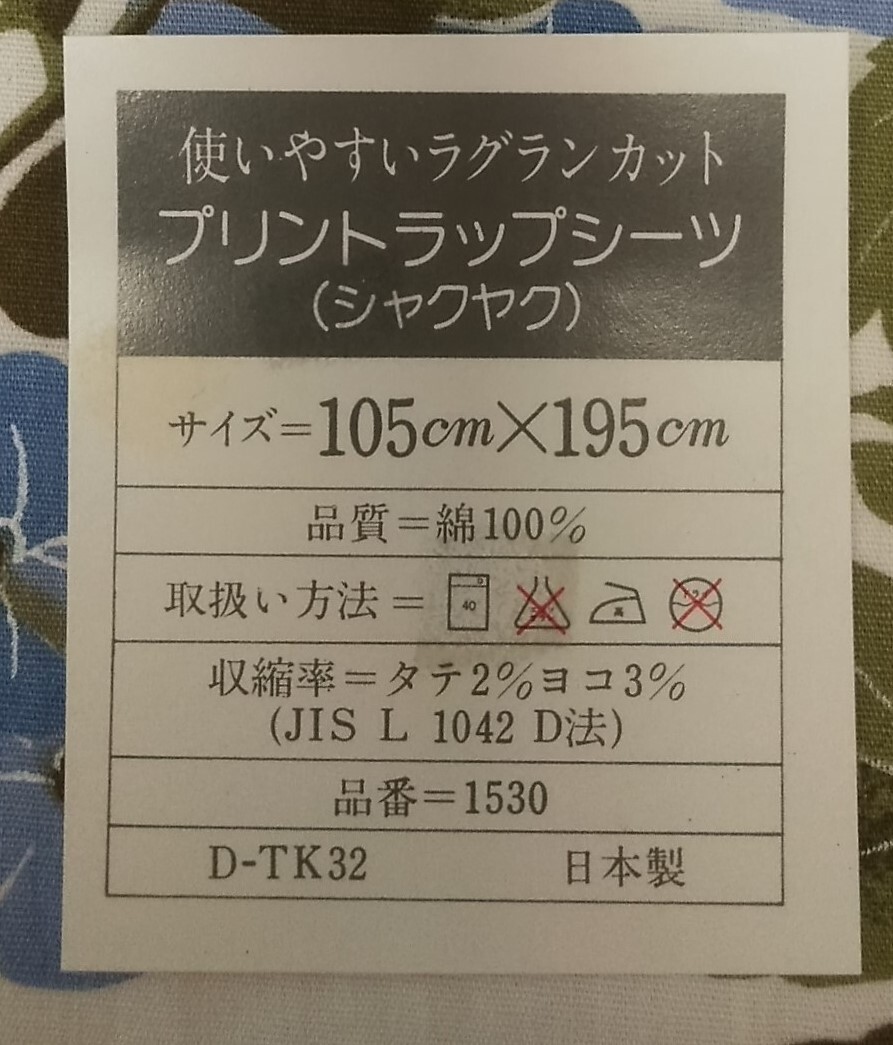 使いやすいラグランカット
プリントラップシーツ
(シャクヤク)
サイズ=105cm×195cm
品質=綿100%
取扱い方法= 40 高
収縮率=タテ2%ヨコ3%
(JIS L 1042 D法)
品番=1530
D-TK32 日本製